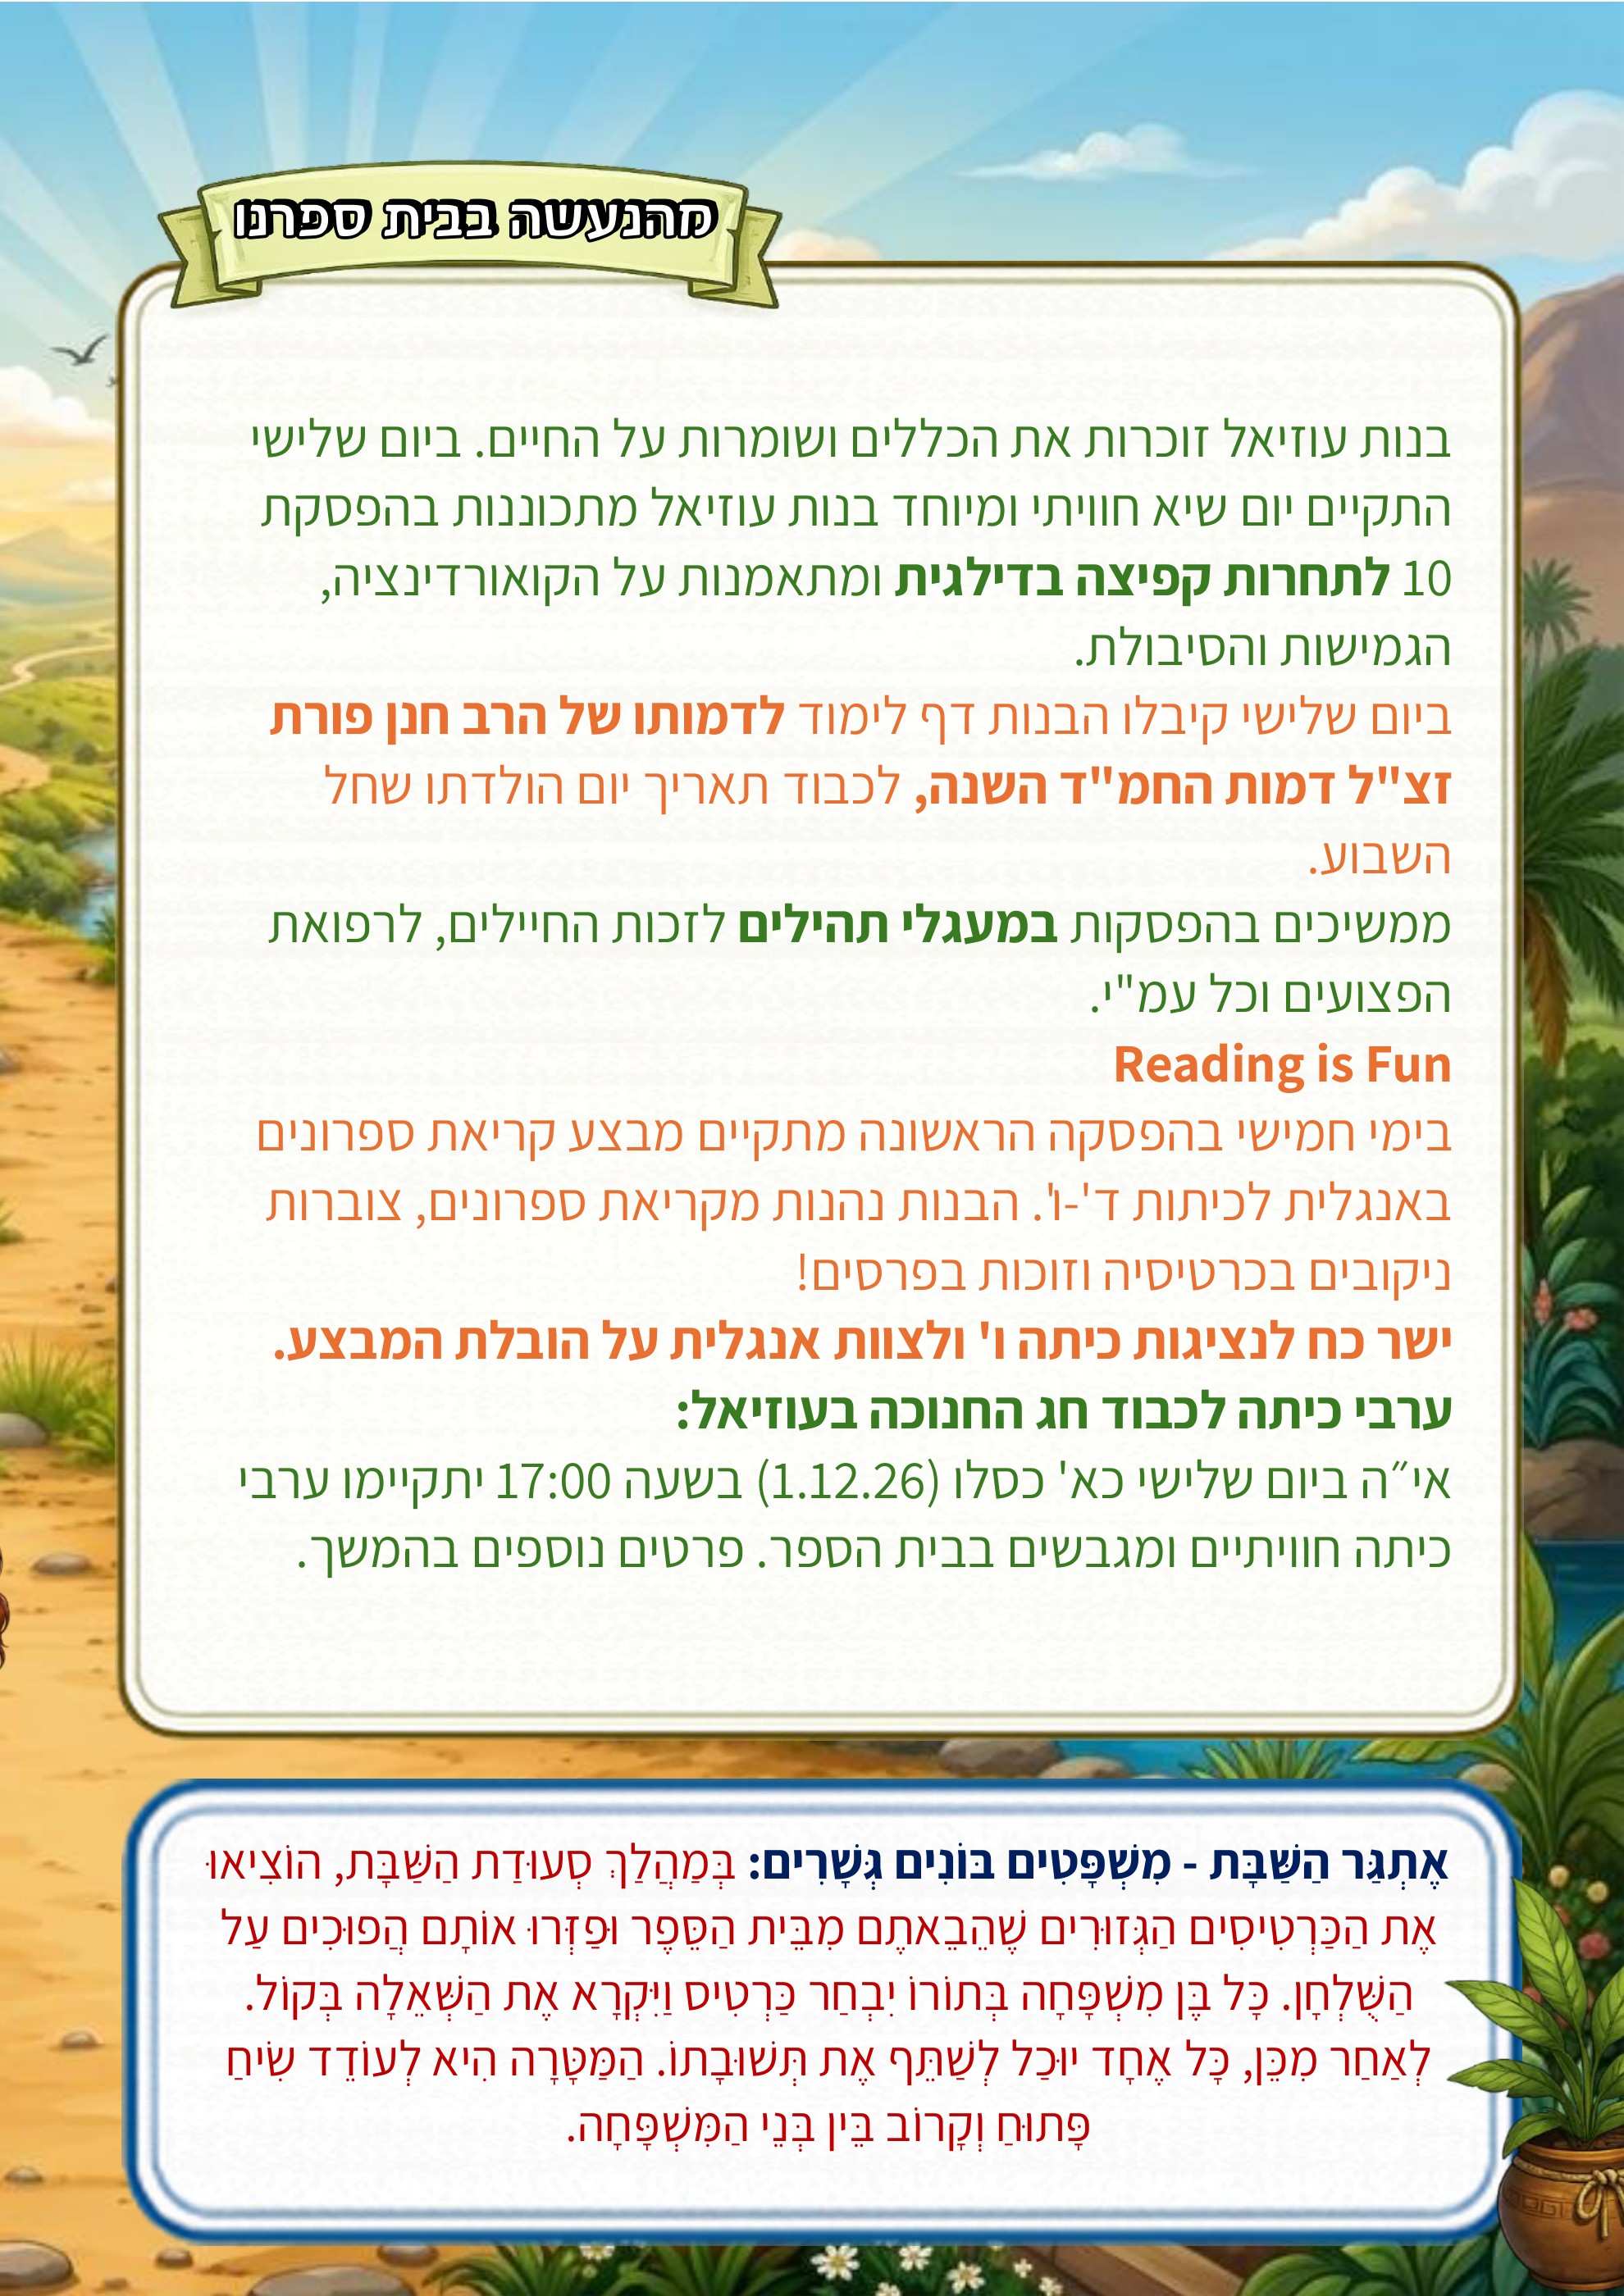 מהנעשה בבית ספרנו
בנות עוזיאל זוכרות את הכללים ושומרות על החיים. ביום שלישי
התקיים יום שיא חוויתי ומיוחד בנות עוזיאל מתכוננות בהפסקת
10 לתחרות קפיצה בדילגית ומתאמנות על הקואורדינציה,
הגמישות והסיבולת.
ביום שלישי קיבלו הבנות דף לימוד לדמותו של הרב חנן פורת
זצ"ל דמות החמ"ד השנה, לכבוד תאריך יום הולדתו שחל
השבוע.
ממשיכים בהפסקות במעגלי תהילים לזכות החיילים, לרפואת
הפצועים וכל עמ"י.
Reading is Fun
בימי חמישי בהפסקה הראשונה מתקיים מבצע קריאת ספרונים
באנגלית לכיתות ד'-ו'. הבנות נהנות מקריאת ספרונים, צוברות
ניקובים בכרטיסיה וזוכות בפרסים!
ישר כח לנציגות כיתה ו' ולצוות אנגלית על הובלת המבצע.
ערבי כיתה לכבוד חג החנוכה בעוזיאל:
אי״ה ביום שלישי כא' כסלו (1.12.26) בשעה 17:00 יתקיימו ערבי
כיתה חוויתיים ומגבשים בבית הספר. פרטים נוספים בהמשך.
אֶתְגַּר הַשַּׁבָּת - מִשְׁפָּטִים בּוֹנִים גְּשָׁרִים: בְּמַהֲלַךְ סְעוּדַת הַשַּׁבָּת, הוֹצִיאוּ
אֶת הַכַּרְטִיסִים הַגְּזוּרִים שֶׁהֵבֵאתֶם מִבֵּית הַסֵּפֶר וּפַזְּרוּ אוֹתָם הֲפוּכִים עַל
הַשֻּׁלְחָן. כָּל בֶּן מִשְׁפָּחָה בְּתוֹרוֹ יִבְחַר כַּרְטִיס וַיִּקְרָא אֶת הַשְּׁאֵלָה בְּקוֹל.
לְאַחַר מִכֵּן, כָּל אֶחָד יוּכַל לְשַׁתֵּף אֶת תְּשׁוּבָתוֹ. הַמַּטָּרָה הִיא לְעוֹדֵד שִׂיחַ
פָּתוּחַ וְקָרוֹב בֵּין בְּנֵי הַמִּשְׁפָּחָה.